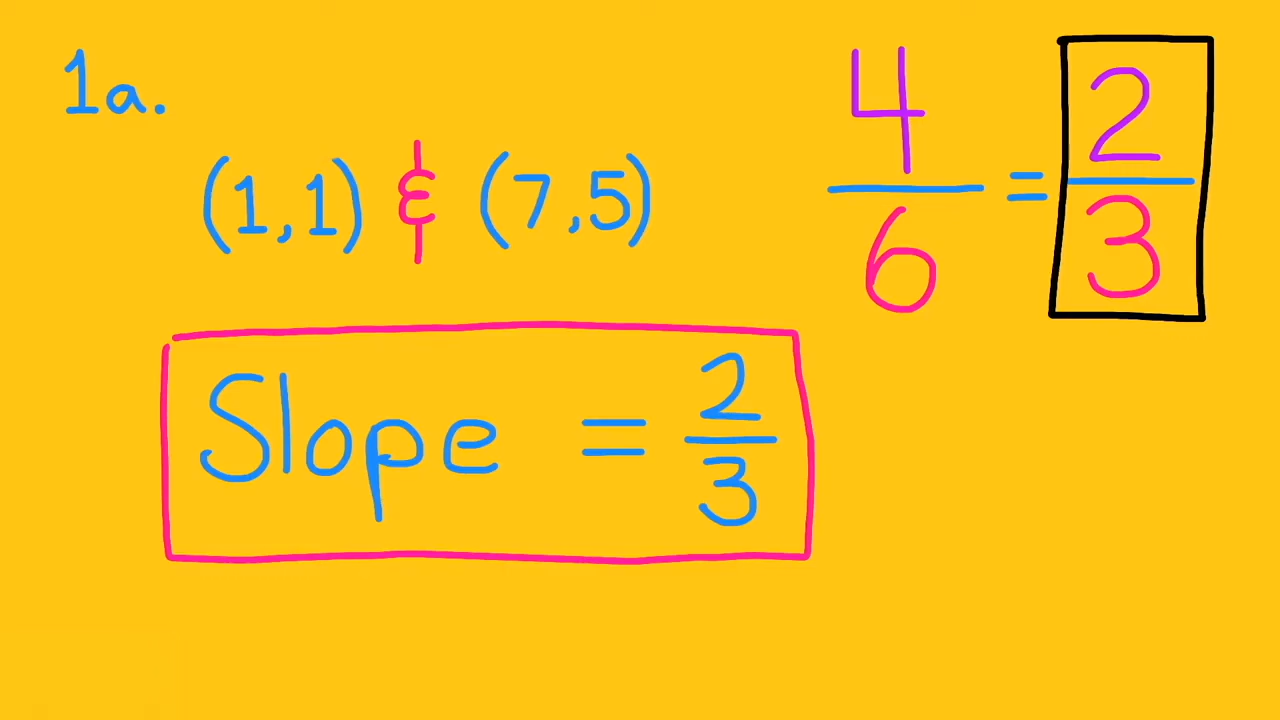 1a.
(1,1) & (7,5)
4/6 = 2/3
Slope = 2/3